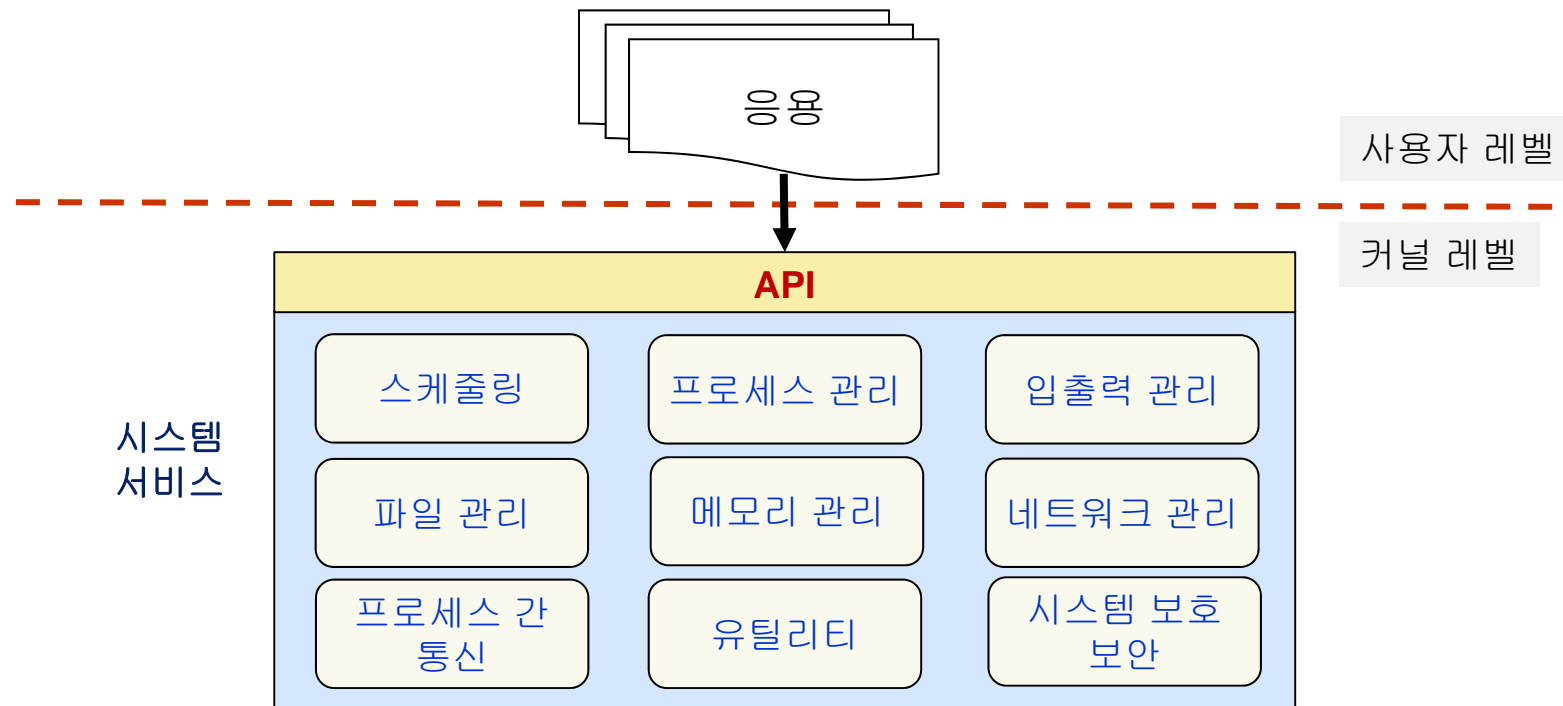 응용
사용자 레벨
커널 레벨
API
스케줄링
프로세스 관리
입출력 관리
시스템
서비스
파일 관리
메모리 관리
네트워크 관리
프로세스 간
통신
유틸리티
시스템 보호
보안